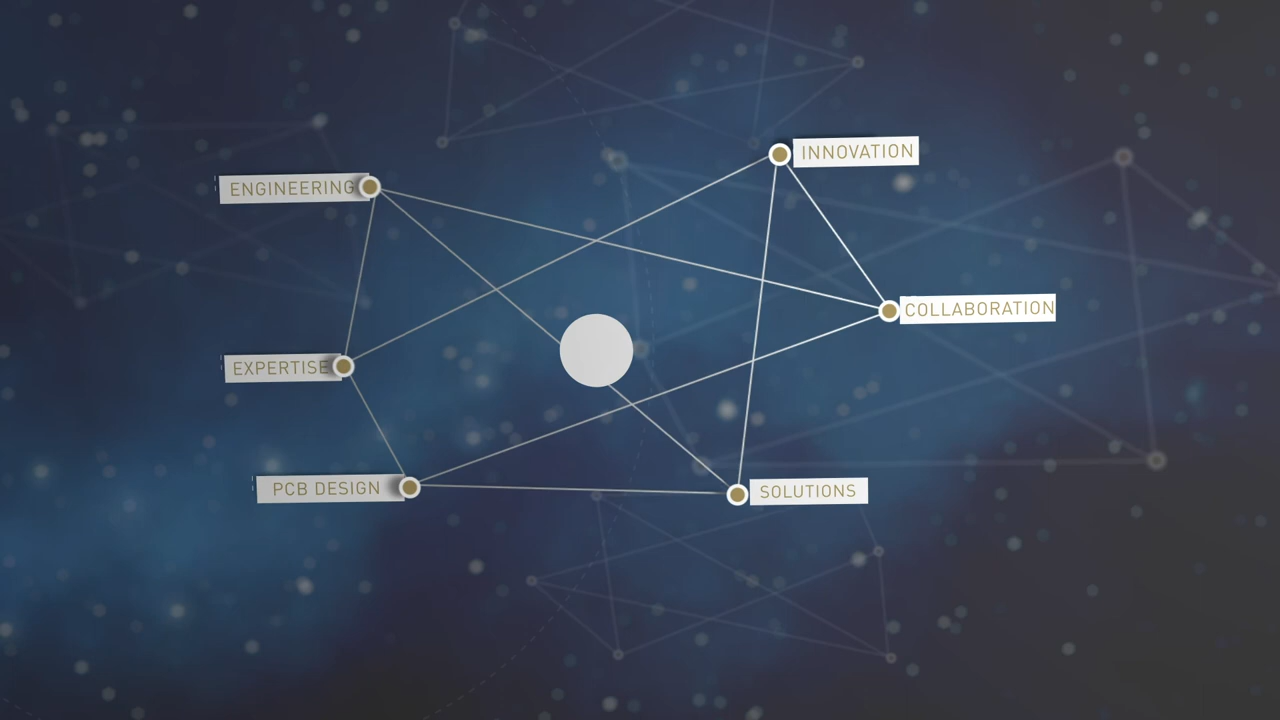 ENGINEERING
INNOVATION
COLLABORATION
EXPERTISE
PCB DESIGN
SOLUTIONS